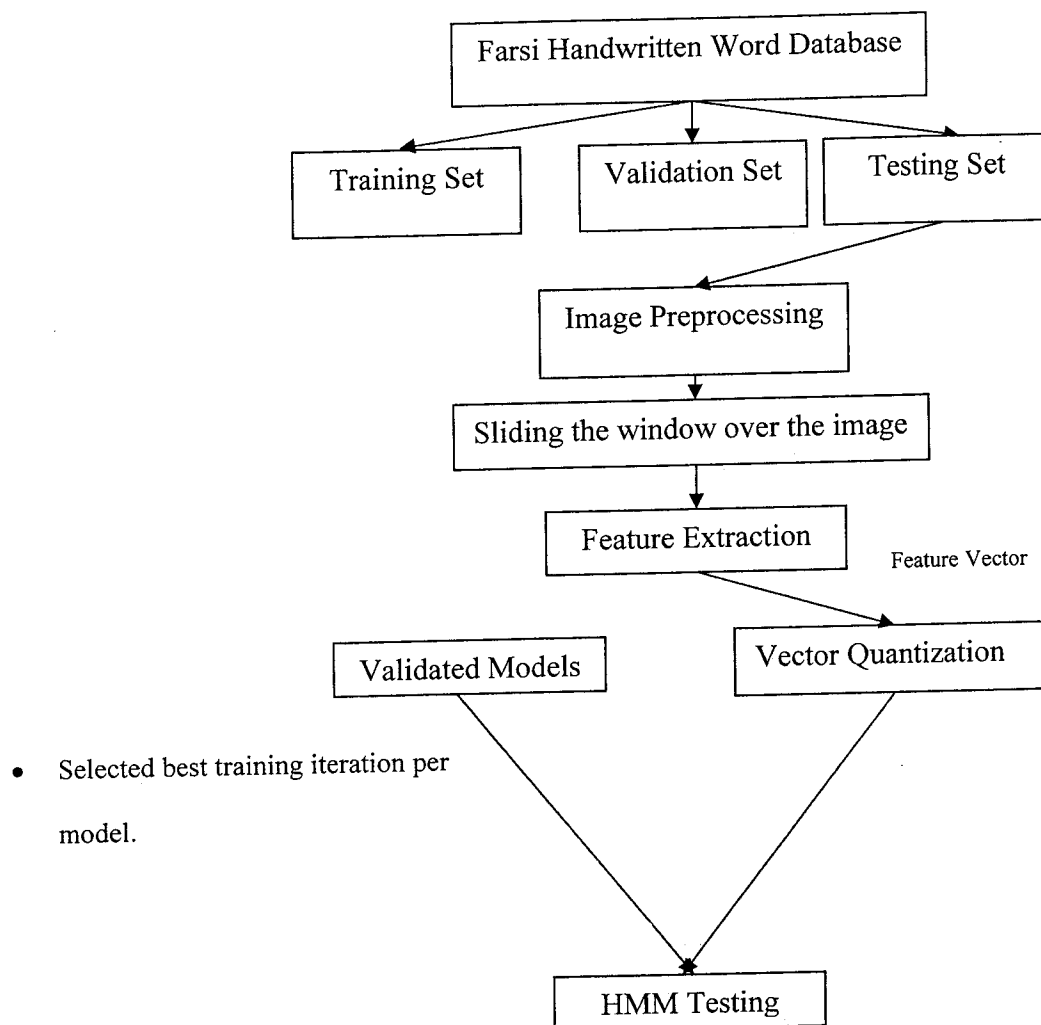 Farsi Handwritten Word Database
Training Set
Validation Set
Testing Set
Image Preprocessing
Sliding the window over the image
Feature Extraction
Feature Vector
Validated Models
Vector Quantization
• Selected best training iteration per
model.
HMM Testing